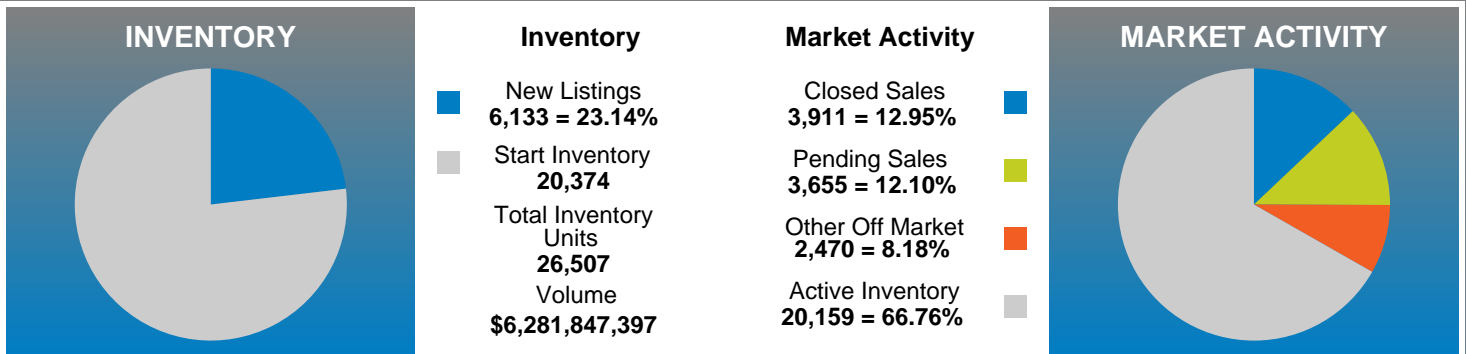 INVENTORY
Inventory
New Listings
6,133 = 23.14%
Start Inventory
20,374
Total Inventory
Units
26,507
Volume
$6,281,847,397
Market Activity
Closed Sales
3,911 = 12.95%
Pending Sales
3,655 = 12.10%
Other Off Market
2,470 = 8.18%
Active Inventory
20,159 = 66.76%
MARKET ACTIVITY